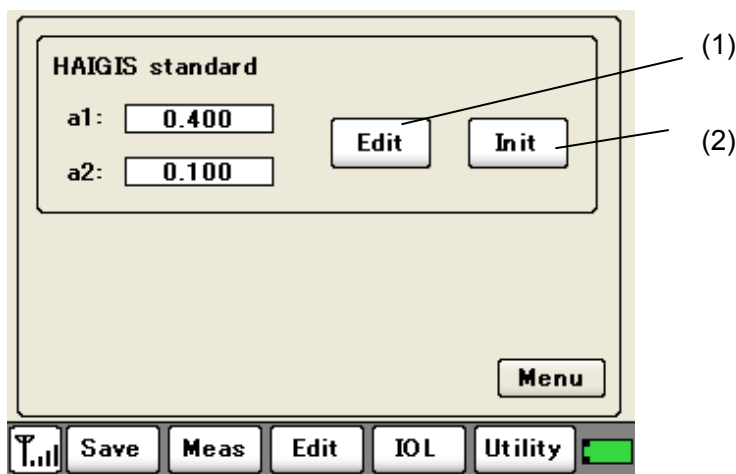 HAIGIS standard
a1: 0.400
a2: 0.100
Edit Init
(1)
(2)
Menu
Save Meas Edit IOL Utility